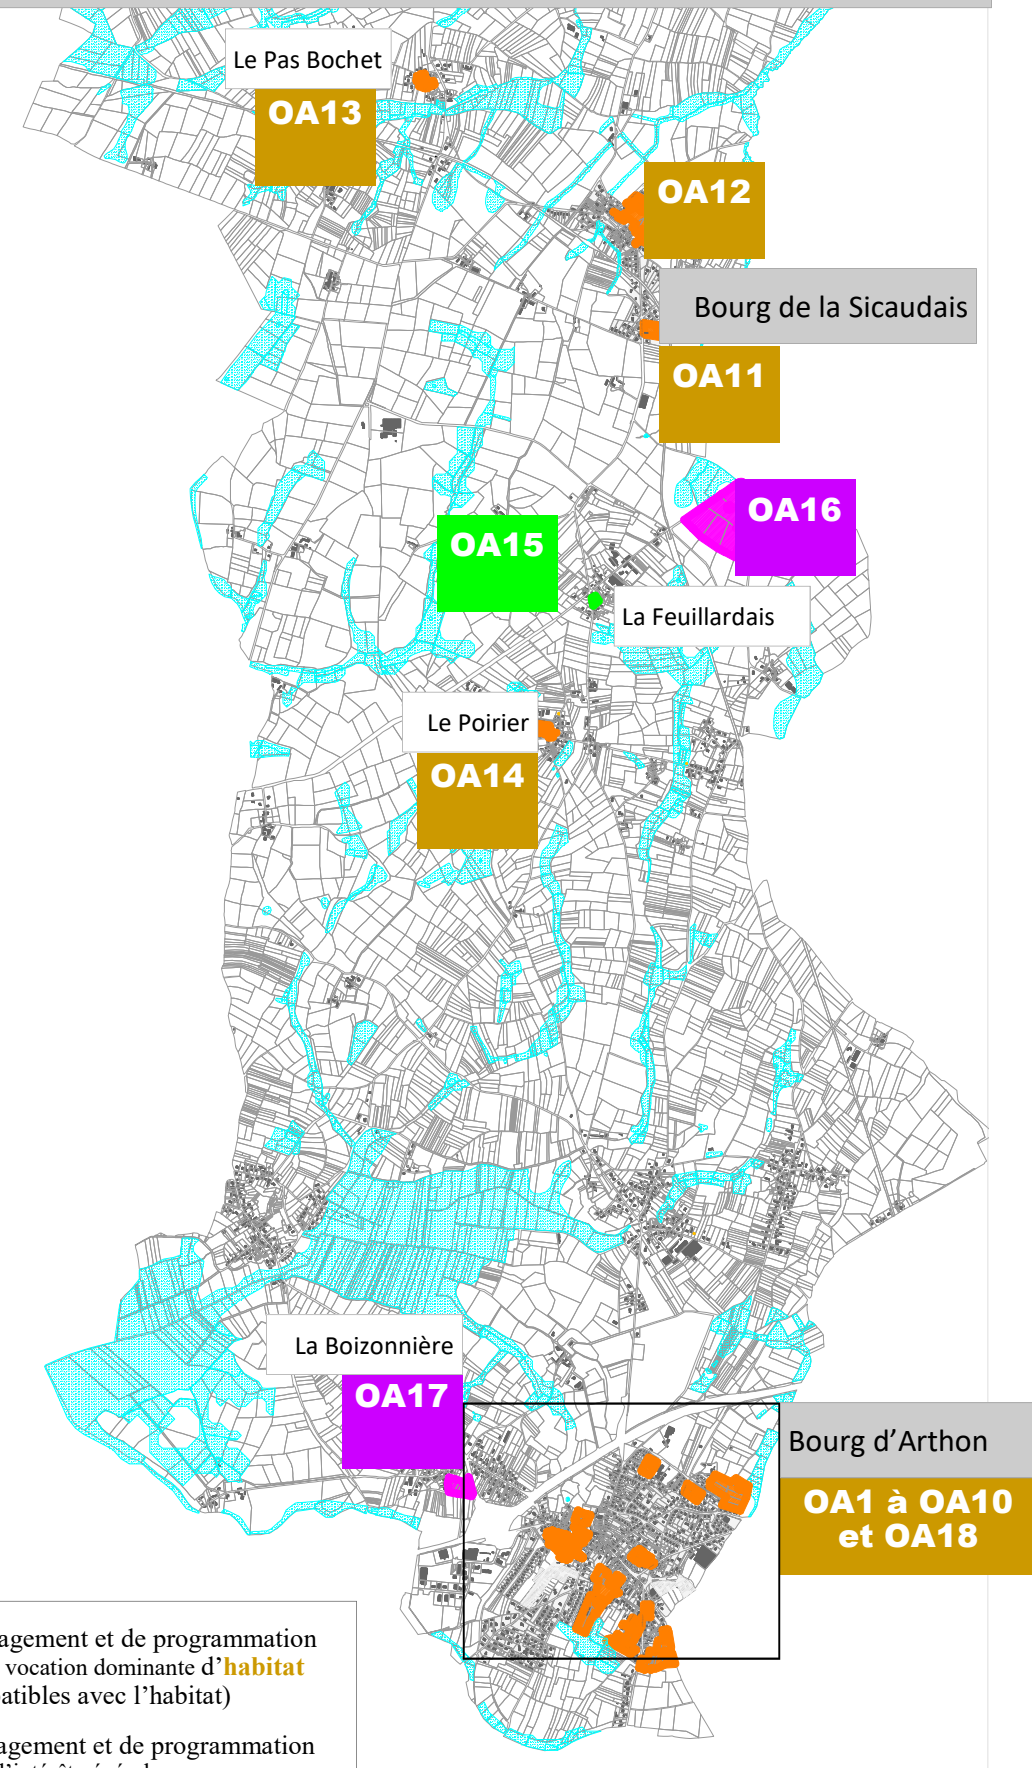 Le Pas Bochet
OA13
OA12
Bourg de la Sicaudais
OA11
OA16
OA15
La Feuillardais
Le Poirier
OA14
La Boizonnière
OA17
Bourg d’Arthon
OA1 à OA10
et OA18
agement et de programmation
vocation dominante d’habitat
atibles avec l’habitat)
agement et de programmation